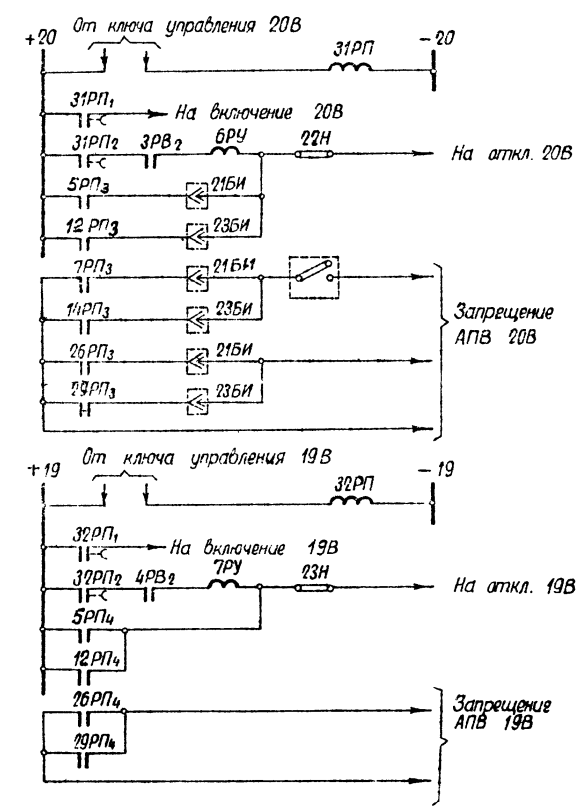 От ключа управления 20В
+20
−20
31РП
31РП1
На включение 20В
31РП2
3РВ2
6РУ
22Н
На откл. 20В
5РП3
21БИ
12РП3
23БИ
7РП3
21БИ
14РП3
23БИ
Запрещение
АПВ 20В
26РП3
21БИ
29РП3
23БИ
От ключа управления 19В
+19
−19
32РП
32РП1
На включение 19В
32РП2
4РВ2
7РУ
23Н
На откл. 19В
5РП4
12РП4
26РП4
Запрещение
АПВ 19В
29РП4